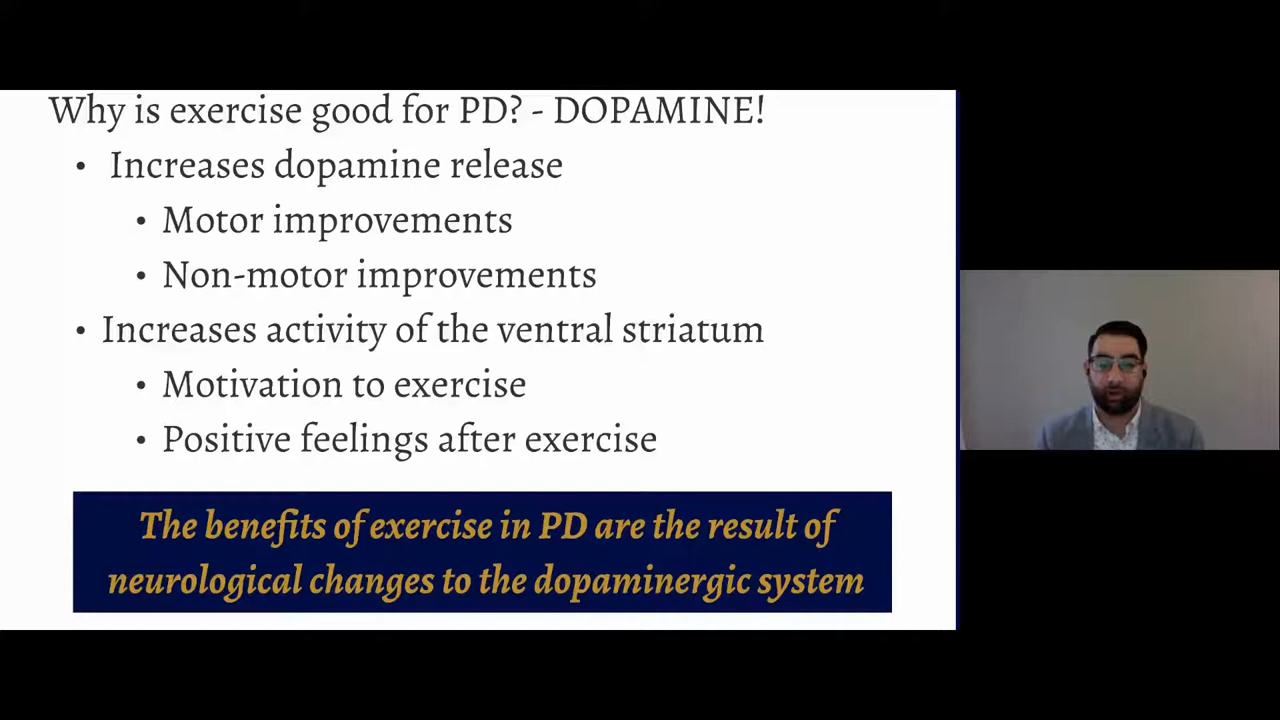 Why is exercise good for PD? - DOPAMINE!
• Increases dopamine release
• Motor improvements
• Non-motor improvements
• Increases activity of the ventral striatum
• Motivation to exercise
• Positive feelings after exercise
The benefits of exercise in PD are the result of
neurological changes to the dopaminergic system